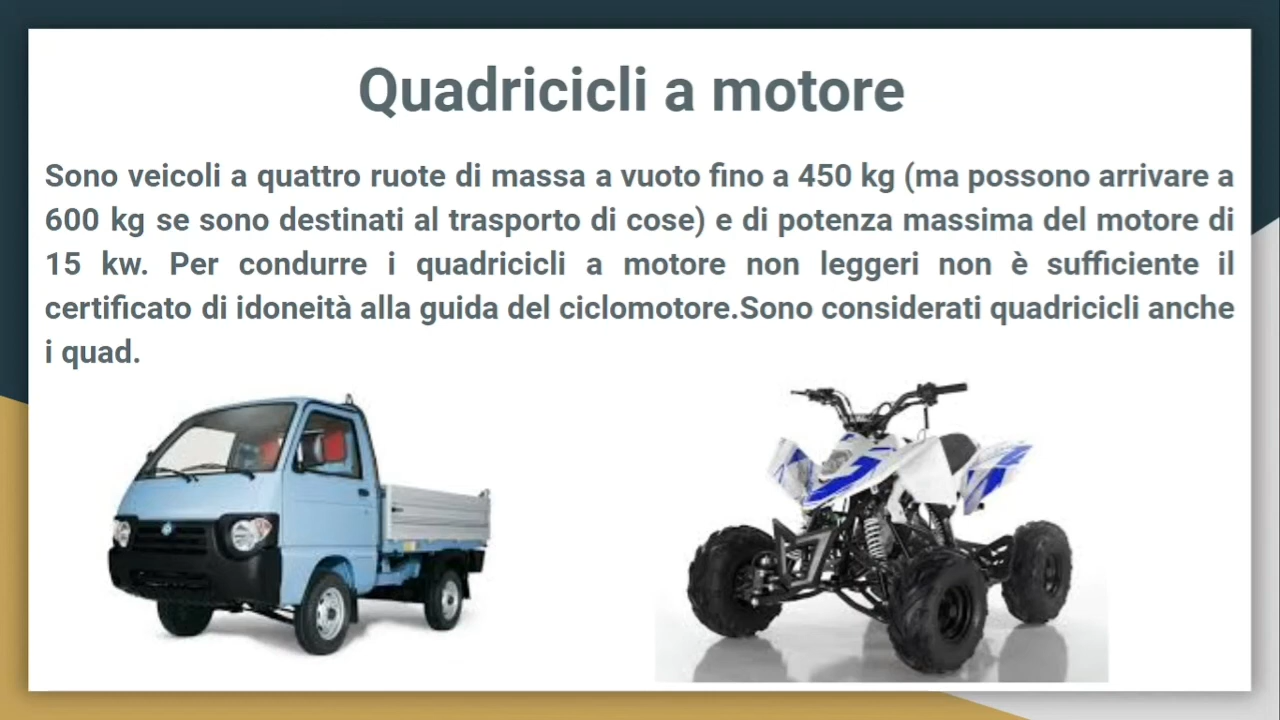 Quadricicli a motore
Sono veicoli a quattro ruote di massa a vuoto fino a 450 kg (ma possono arrivare a
600 kg se sono destinati al trasporto di cose) e di potenza massima del motore di
15 kw. Per condurre i quadricicli a motore non leggeri non è sufficiente il
certificato di idoneità alla guida del ciclomotore.Sono considerati quadricicli anche
i quad.